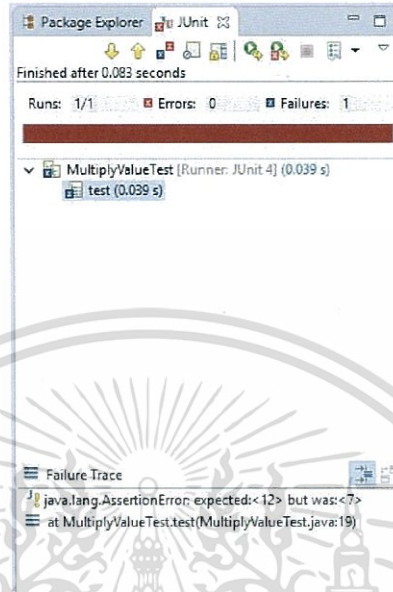 Package Explorer JUnit
Finished after 0.083 seconds
Runs: 1/1 Errors: 0 Failures: 1
MultiplyValueTest [Runner: JUnit 4] (0.039 s)
test (0.039 s)
Failure Trace
java.lang.AssertionError: expected:<12> but was:<7>
at MultiplyValueTest.test(MultiplyValueTest.java:19)